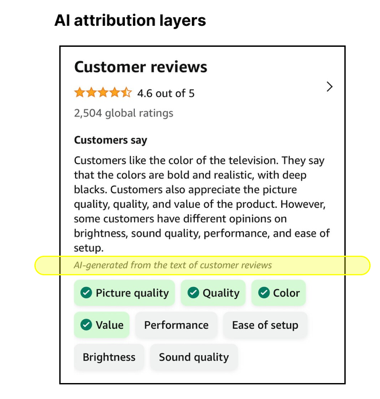 AI attribution layers
Customer reviews
4.6 out of 5
2,504 global ratings
Customers say
Customers like the color of the television. They say
that the colors are bold and realistic, with deep
blacks. Customers also appreciate the picture
quality, quality, and value of the product. However,
some customers have different opinions on
brightness, sound quality, performance, and ease of
setup.
AI-generated from the text of customer reviews
Picture quality Quality Color
Value Performance Ease of setup
Brightness Sound quality